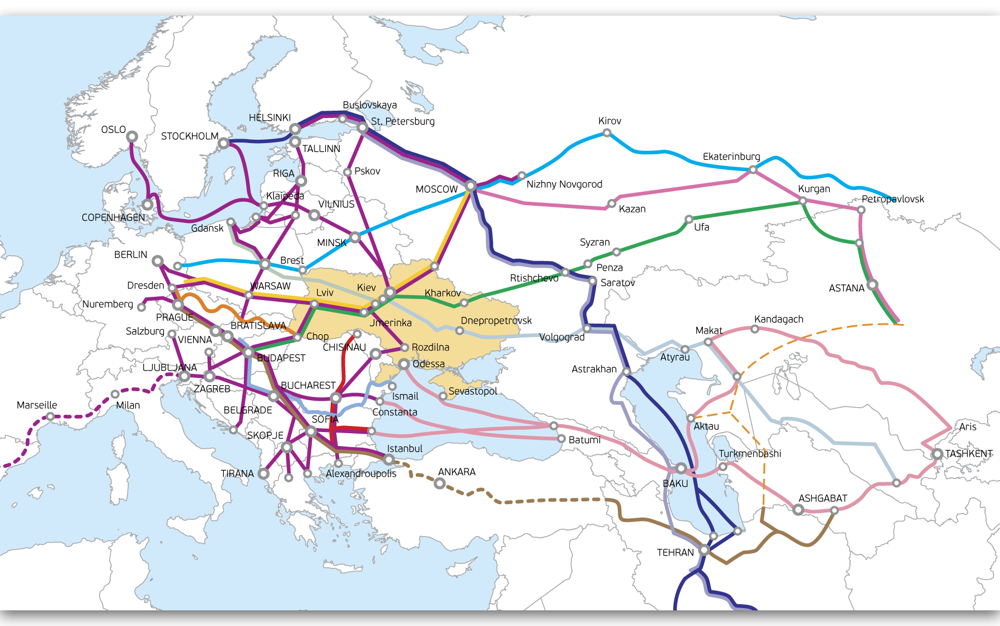 Buslovskaya
HELSINKI
St. Petersburg
Kirov
OSLO
STOCKHOLM
TALLINN
Ekaterinburg
Pskov
RIGA
Nizhny Novgorod
MOSCOW
Kurgan
Klaipeda
Petropavlovsk
VILNIUS
Kazan
COPENHAGEN
Gdansk
Ufa
MINSK
Syzran
BERLIN
Brest
Penza
Rtishchevo
Saratov
Dresden
WARSAW
Lviv
Kiev
Kharkov
ASTANA
Nuremberg
PRAGUE
Jmerinka
Dnepropetrovsk
Kandagach
BRATISLAVA
Salzburg
VIENNA
Chop
Volgograd
Makat
CHISINAU
Rozdilna
Atyrau
BUDAPEST
LJUBLJANA
Odessa
Astrakhan
ZAGREB
BUCHAREST
Sevastopol
Ismail
Marseille
Milan
BELGRADE
Constanta
SOFIA
Aktau
Aris
SKOPJE
Batumi
Istanbul
Turkmenbashi
TASHKENT
TIRANA
Alexandroupolis
ANKARA
BAKU
ASHGABAT
TEHRAN